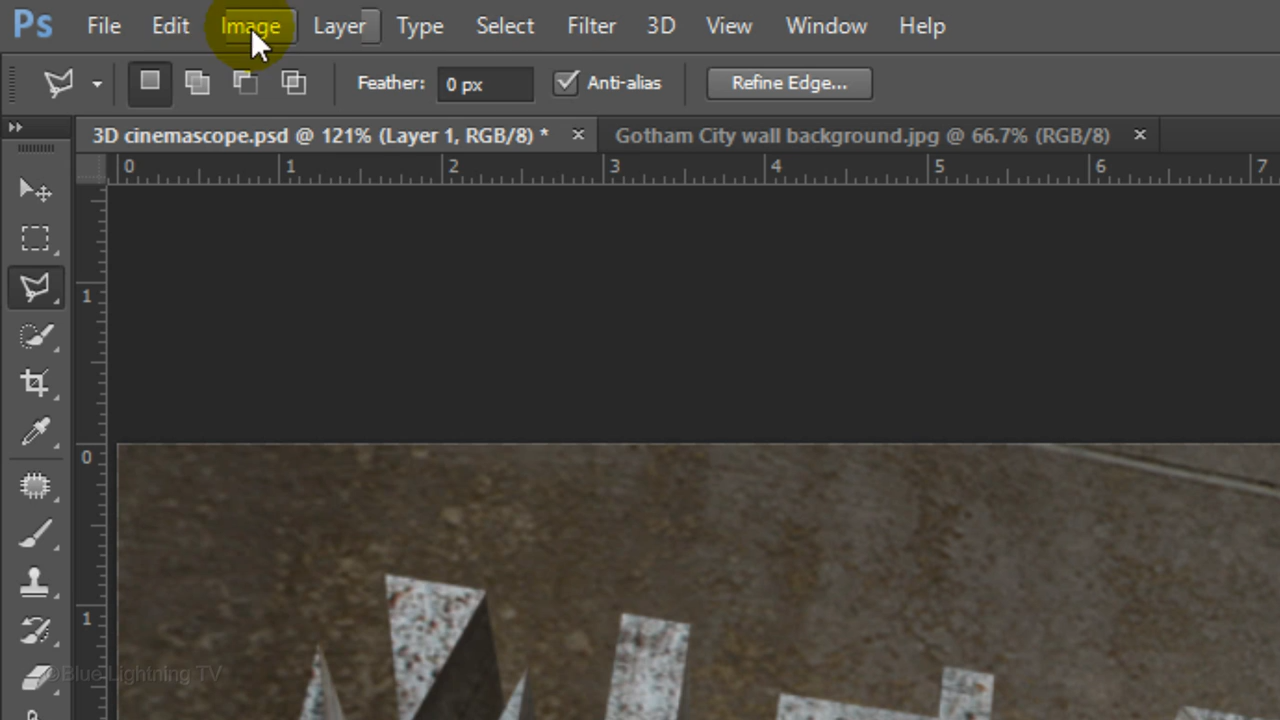 Ps File Edit Image Layer Type Select Filter 3D View Window Help
Feather: 0 px Anti-alias Refine Edge...
3D cinemascope.psd @ 121% (Layer 1, RGB/8) * × Gotham City wall background.jpg @ 66.7% (RGB/8) ×
0 1 2 3 4 5 6 7
1
0
1
©Blue Lightning TV